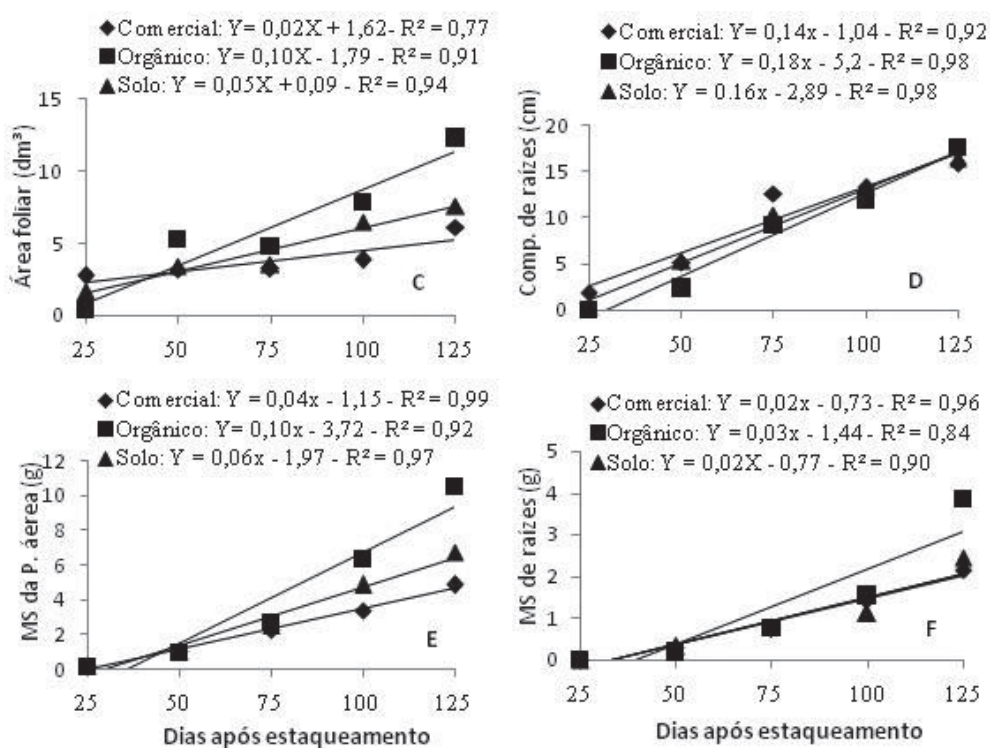 Comercial: Y= 0,02X + 1,62- R² = 0,77
Orgânico: Y= 0,10X - 1,79 - R² = 0,91
Solo: Y = 0,05X + 0,09 - R² = 0,94
Área foliar (dm³)
15
10
5
0
25 50 75 100 125
C
Comercial: Y = 0,14x - 1,04 - R² = 0,92
Orgânico: Y = 0,18x - 5,2 - R² = 0,98
Solo: Y = 0.16x - 2,89 - R² = 0,98
Comp. de raízes (cm)
20
15
10
5
0
25 50 75 100 125
D
Comercial: Y = 0,04x - 1,15 - R² = 0,99
Orgânico: Y= 0,10x - 3,72 - R² = 0,92
Solo: Y = 0,06x - 1,97 - R² = 0,97
MS da P. áerea (g)
12
10
8
6
4
2
0
25 50 75 100 125
E
Dias após estaqueamento
Comercial: Y = 0,02x - 0,73 - R² = 0,96
Orgânico: Y = 0,03x - 1,44 - R² = 0,84
Solo: Y = 0,02X - 0,77 - R² = 0,90
MS de raízes (g)
5
4
3
2
1
0
25 50 75 100 125
F
Dias após estaqueamento